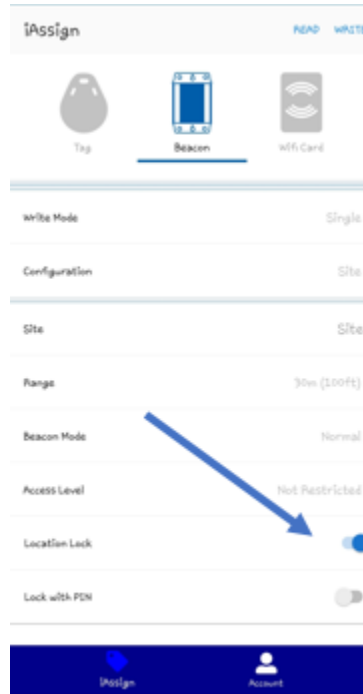 iAssign READ WRITE
Tag Beacon Wifi Card
Write Mode Single
Configuration Site
Site Site
Range 30m (100ft)
Beacon Mode Normal
Access Level Not Restricted
Location Lock
Lock with PIN
iAssign Account